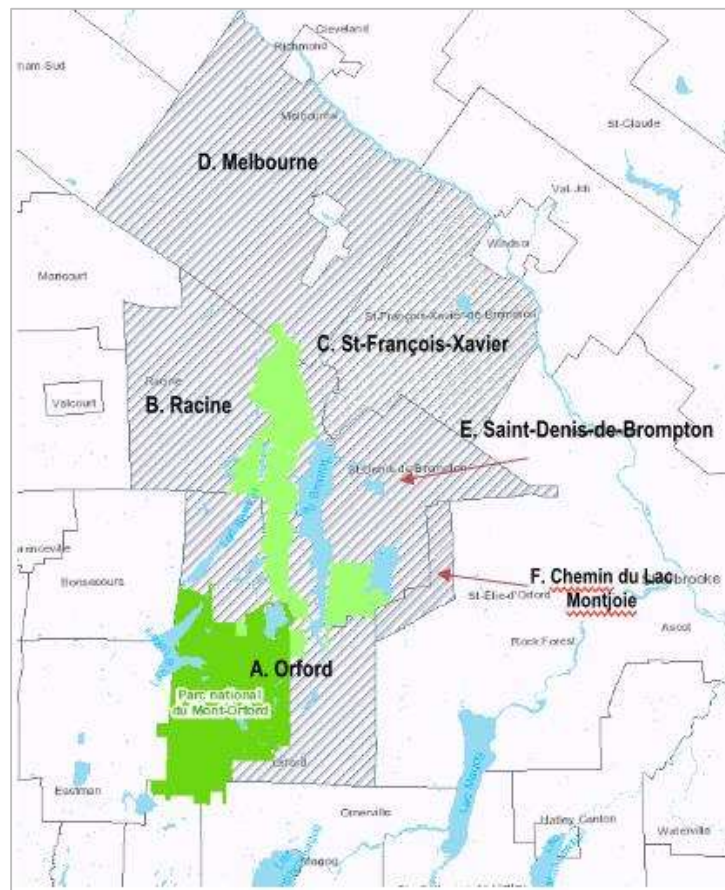 Cleveland
Richmond
Melbourne
St-Claude
D. Melbourne
Val-Joli
Windsor
Maricourt
St-François-Xavier-de-Brompton
C. St-François-Xavier
Racine
B. Racine
Valcourt
E. Saint-Denis-de-Brompton
St-Denis-de-Brompton
Bonsecours
F. Chemin du Lac
Montjoie
St-Élie-d'Orford
Rock Forest
Ascot
A. Orford
Parc national
du Mont-Orford
Orford
Eastman
Omerville
Lac Magog
Hatley Canton
Waterville
Magog